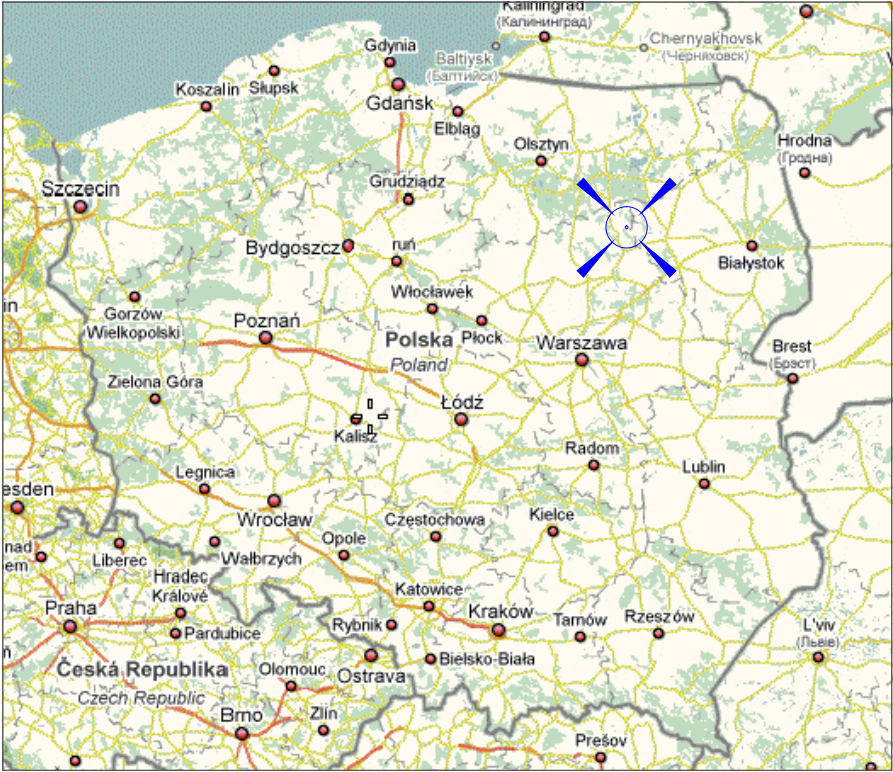 Kaliningrad
(Калининград)
Chernyakhovsk
(Черняховск)
Gdynia
Baltiysk
(Балтийск)
Koszalin
Słupsk
Gdańsk
Elbląg
Olsztyn
Hrodna
(Гродна)
Grudziądz
Szczecin
Bydgoszcz
ruń
Białystok
in
Włocławek
Gorzów
Wielkopolski
Poznań
Polska
Poland
Płock
Warszawa
Brest
(Брэст)
Zielona Góra
Łódź
Kalisz
Radom
Legnica
Lublin
esden
Wrocław
Częstochowa
Kielce
Opole
nad
em
Liberec
Wałbrzych
Hradec
Králové
Katowice
Praha
Kraków
Tarnów
Rzeszów
Rybnik
L'viv
(Львів)
Pardubice
ň
Česká Republika
Czech Republic
Olomouc
Ostrava
Bielsko-Biała
Brno
Zlín
Prešov